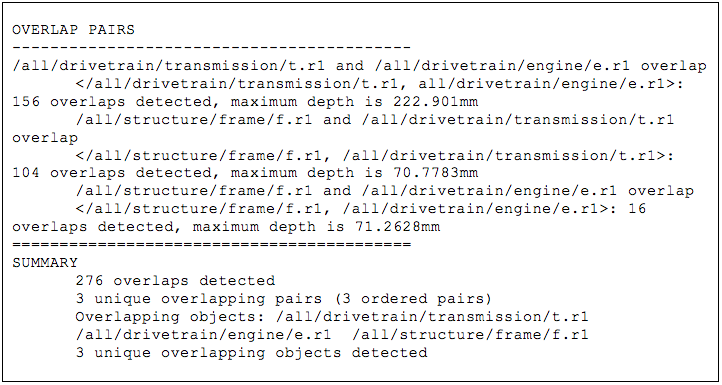 OVERLAP PAIRS
------------------------------------------
/all/drivetrain/transmission/t.r1 and /all/drivetrain/engine/e.r1 overlap
</all/drivetrain/transmission/t.r1, all/drivetrain/engine/e.r1>:
156 overlaps detected, maximum depth is 222.901mm
/all/structure/frame/f.r1 and /all/drivetrain/transmission/t.r1
overlap
</all/structure/frame/f.r1, /all/drivetrain/transmission/t.r1>:
104 overlaps detected, maximum depth is 70.7783mm
/all/structure/frame/f.r1 and /all/drivetrain/engine/e.r1 overlap
</all/structure/frame/f.r1, /all/drivetrain/engine/e.r1>: 16
overlaps detected, maximum depth is 71.2628mm
==========================================
SUMMARY
276 overlaps detected
3 unique overlapping pairs (3 ordered pairs)
Overlapping objects: /all/drivetrain/transmission/t.r1
/all/drivetrain/engine/e.r1  /all/structure/frame/f.r1
3 unique overlapping objects detected